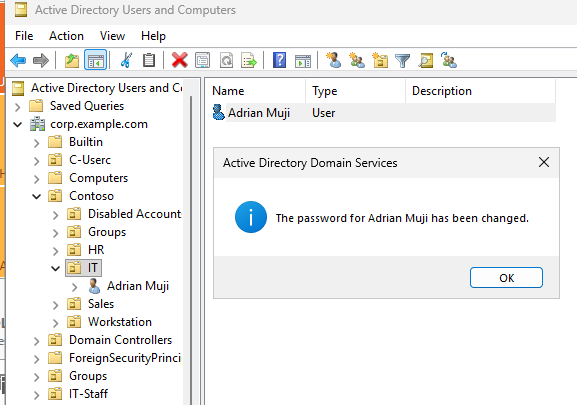 Active Directory Users and Computers
File Action View Help
Active Directory Users and Co
Saved Queries
corp.example.com
Builtin
C-Userc
Computers
Contoso
Disabled Account
Groups
HR
IT
Adrian Muji
Sales
Workstation
Domain Controllers
ForeignSecurityPrinci
Groups
IT-Staff
Name Type Description
Adrian Muji User
Active Directory Domain Services
The password for Adrian Muji has been changed.
OK